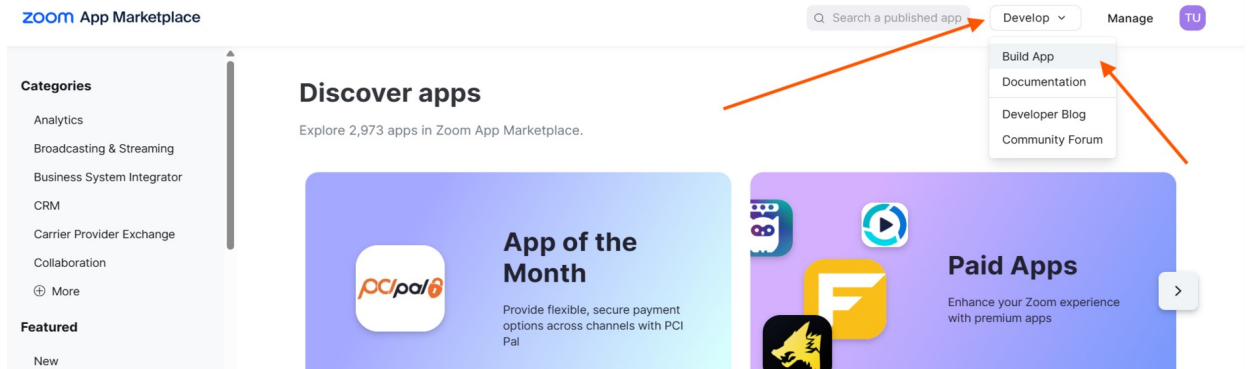 zoom App Marketplace
Search a published app
Develop
Manage
TU
Build App
Documentation
Developer Blog
Community Forum
Categories
Analytics
Broadcasting & Streaming
Business System Integrator
CRM
Carrier Provider Exchange
Collaboration
More
Featured
New
Discover apps
Explore 2,973 apps in Zoom App Marketplace.
pcipal
App of the
Month
Provide flexible, secure payment
options across channels with PCI
Pal
Paid Apps
Enhance your Zoom experience
with premium apps